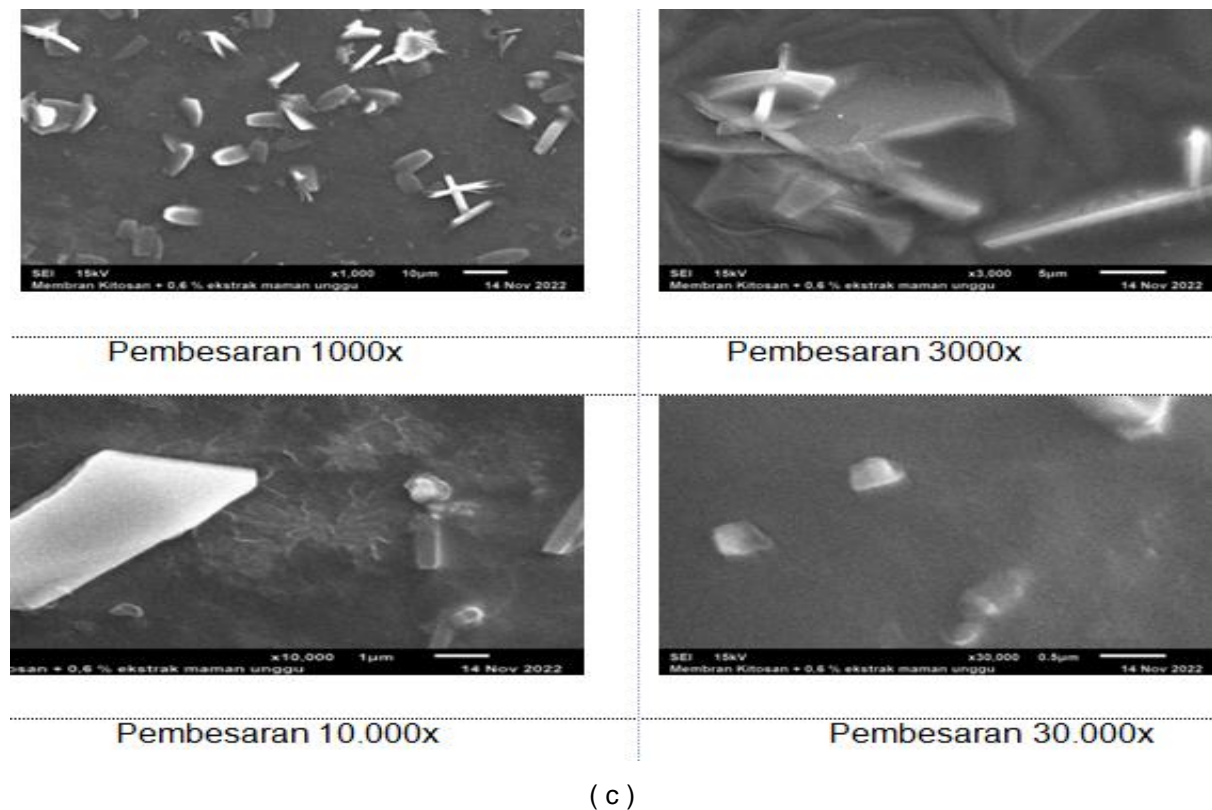 SEI 15kV x1,000 10µm
Membran Kitosan + 0,6 % ekstrak maman unggu 14 Nov 2022
SEI 15kV x3,000 5µm
Membran Kitosan + 0,6 % ekstrak maman unggu 14 Nov 2022
Pembesaran 1000x
Pembesaran 3000x
x10,000 1µm
osan + 0,6 % ekstrak maman unggu 14 Nov 2022
SEI 15kV x30,000 0.5µm
Membran Kitosan + 0,6 % ekstrak maman unggu 14 Nov 2022
Pembesaran 10.000x
Pembesaran 30.000x
( c )